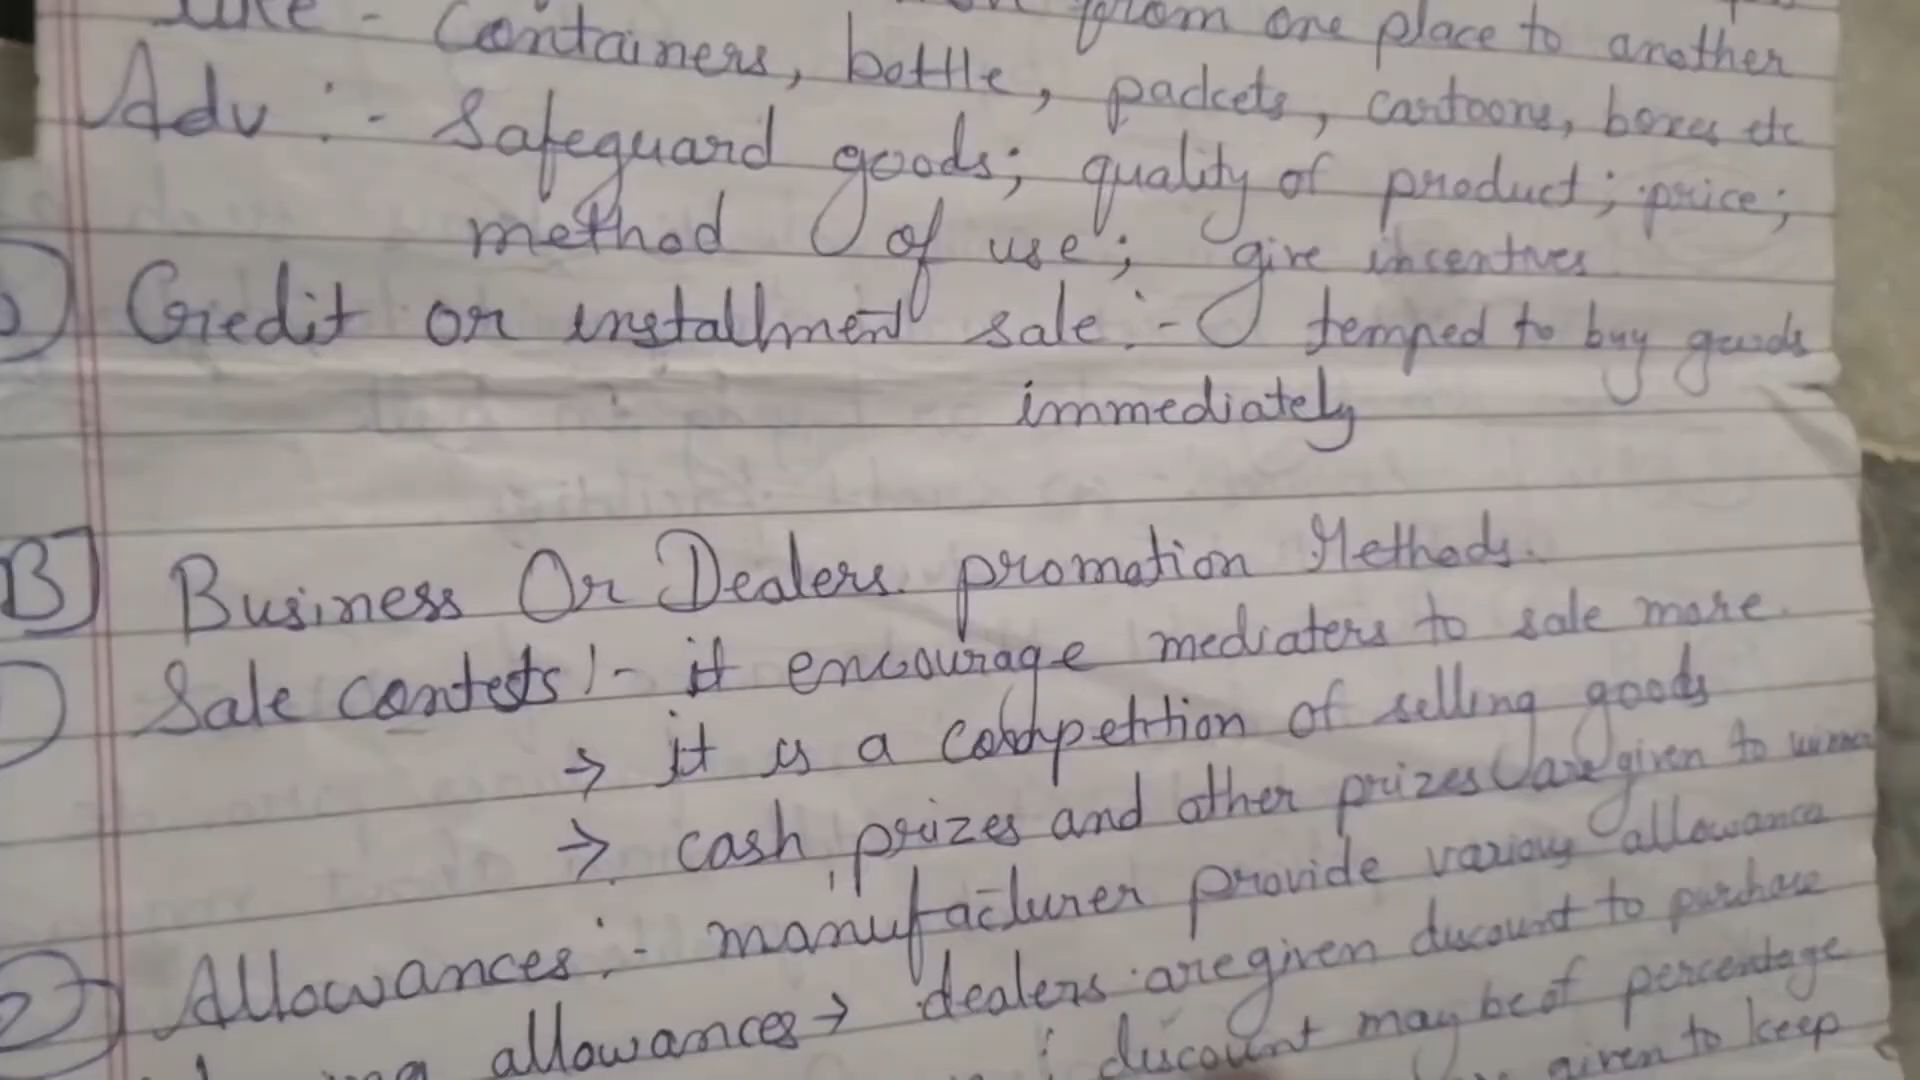 like - Containers, bottle, packets, cartoons, boxes etc
from one place to another
Adv :- Safeguard goods; quality of product; price;
method of use; give incentives
Credit or installment sale :- temped to buy goods
immediately
B Business Or Dealers promotion Methods.
1) Sale contests :- it encourage mediaters to sale more.
→ it is a competition of selling goods
→ cash prizes and other prizes are given to
2) Allowances :- manufacturer provide various allowance
allowances → dealers are given discount to purchase
discount may be of percentage
given to keep